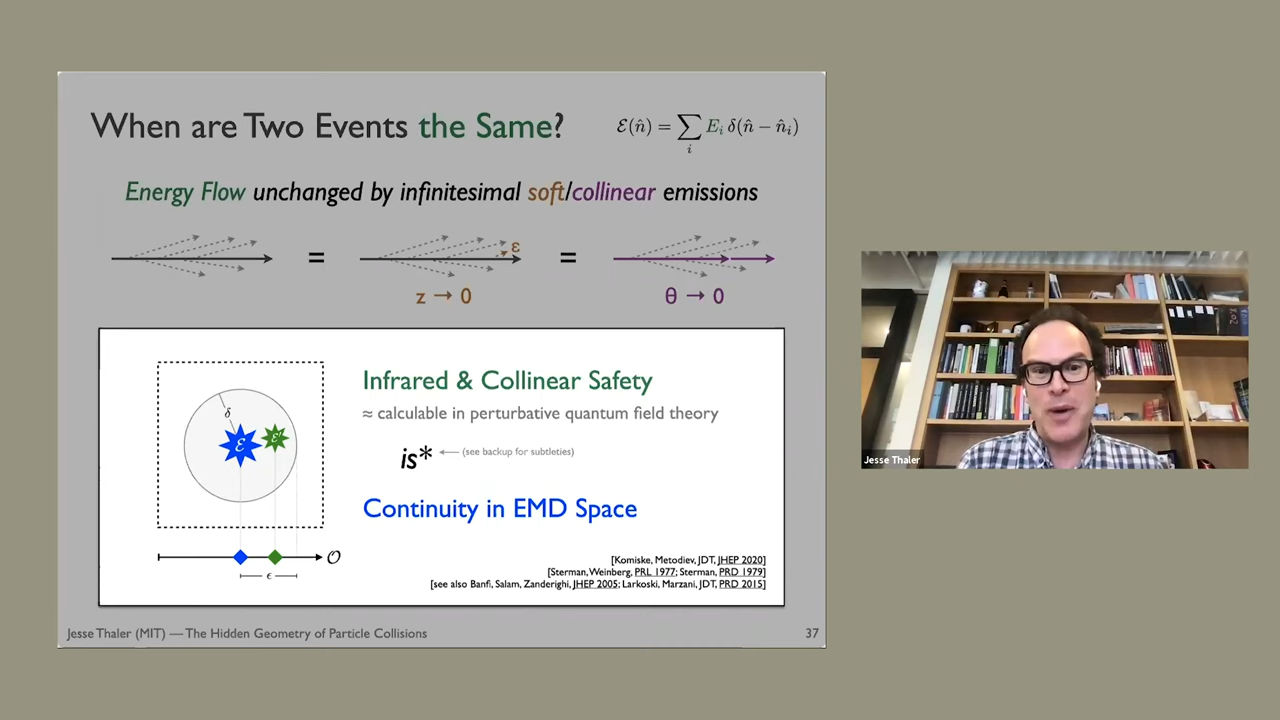 When are Two Events the Same?
ℰ(n̂) = ∑ᵢ Eᵢ δ(n̂ − n̂ᵢ)
Energy Flow unchanged by infinitesimal soft/collinear emissions
= ε =
z → 0
θ → 0
Infrared & Collinear Safety
≈ calculable in perturbative quantum field theory
δ
ℰ ℰ′
is* ← (see backup for subtleties)
Continuity in EMD Space
𝒪
ϵ
[Komiske, Metodiev, JDT, JHEP 2020]
[Sterman, Weinberg, PRL 1977; Sterman, PRD 1979]
[see also Banfi, Salam, Zanderighi, JHEP 2005; Larkoski, Marzani, JDT, PRD 2015]
Jesse Thaler (MIT) — The Hidden Geometry of Particle Collisions
37
Jesse Thaler